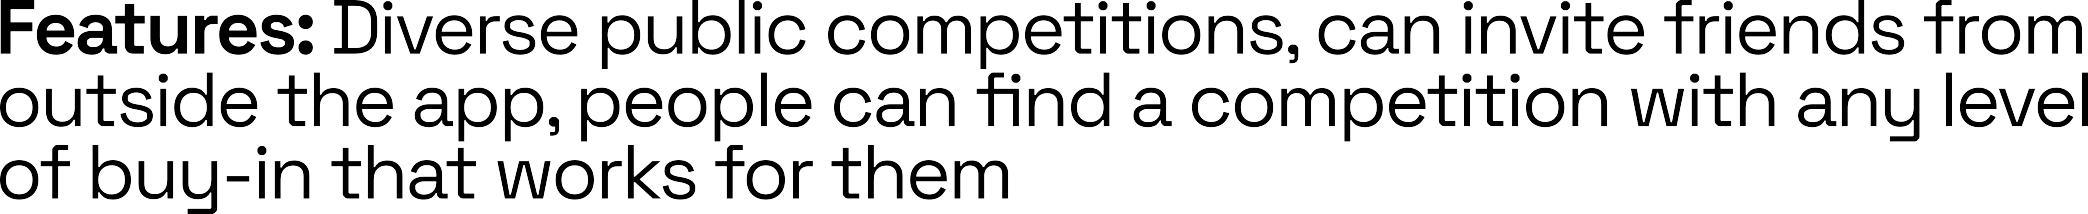 Features: Diverse public competitions, can invite friends from
outside the app, people can find a competition with any level
of buy-in that works for them